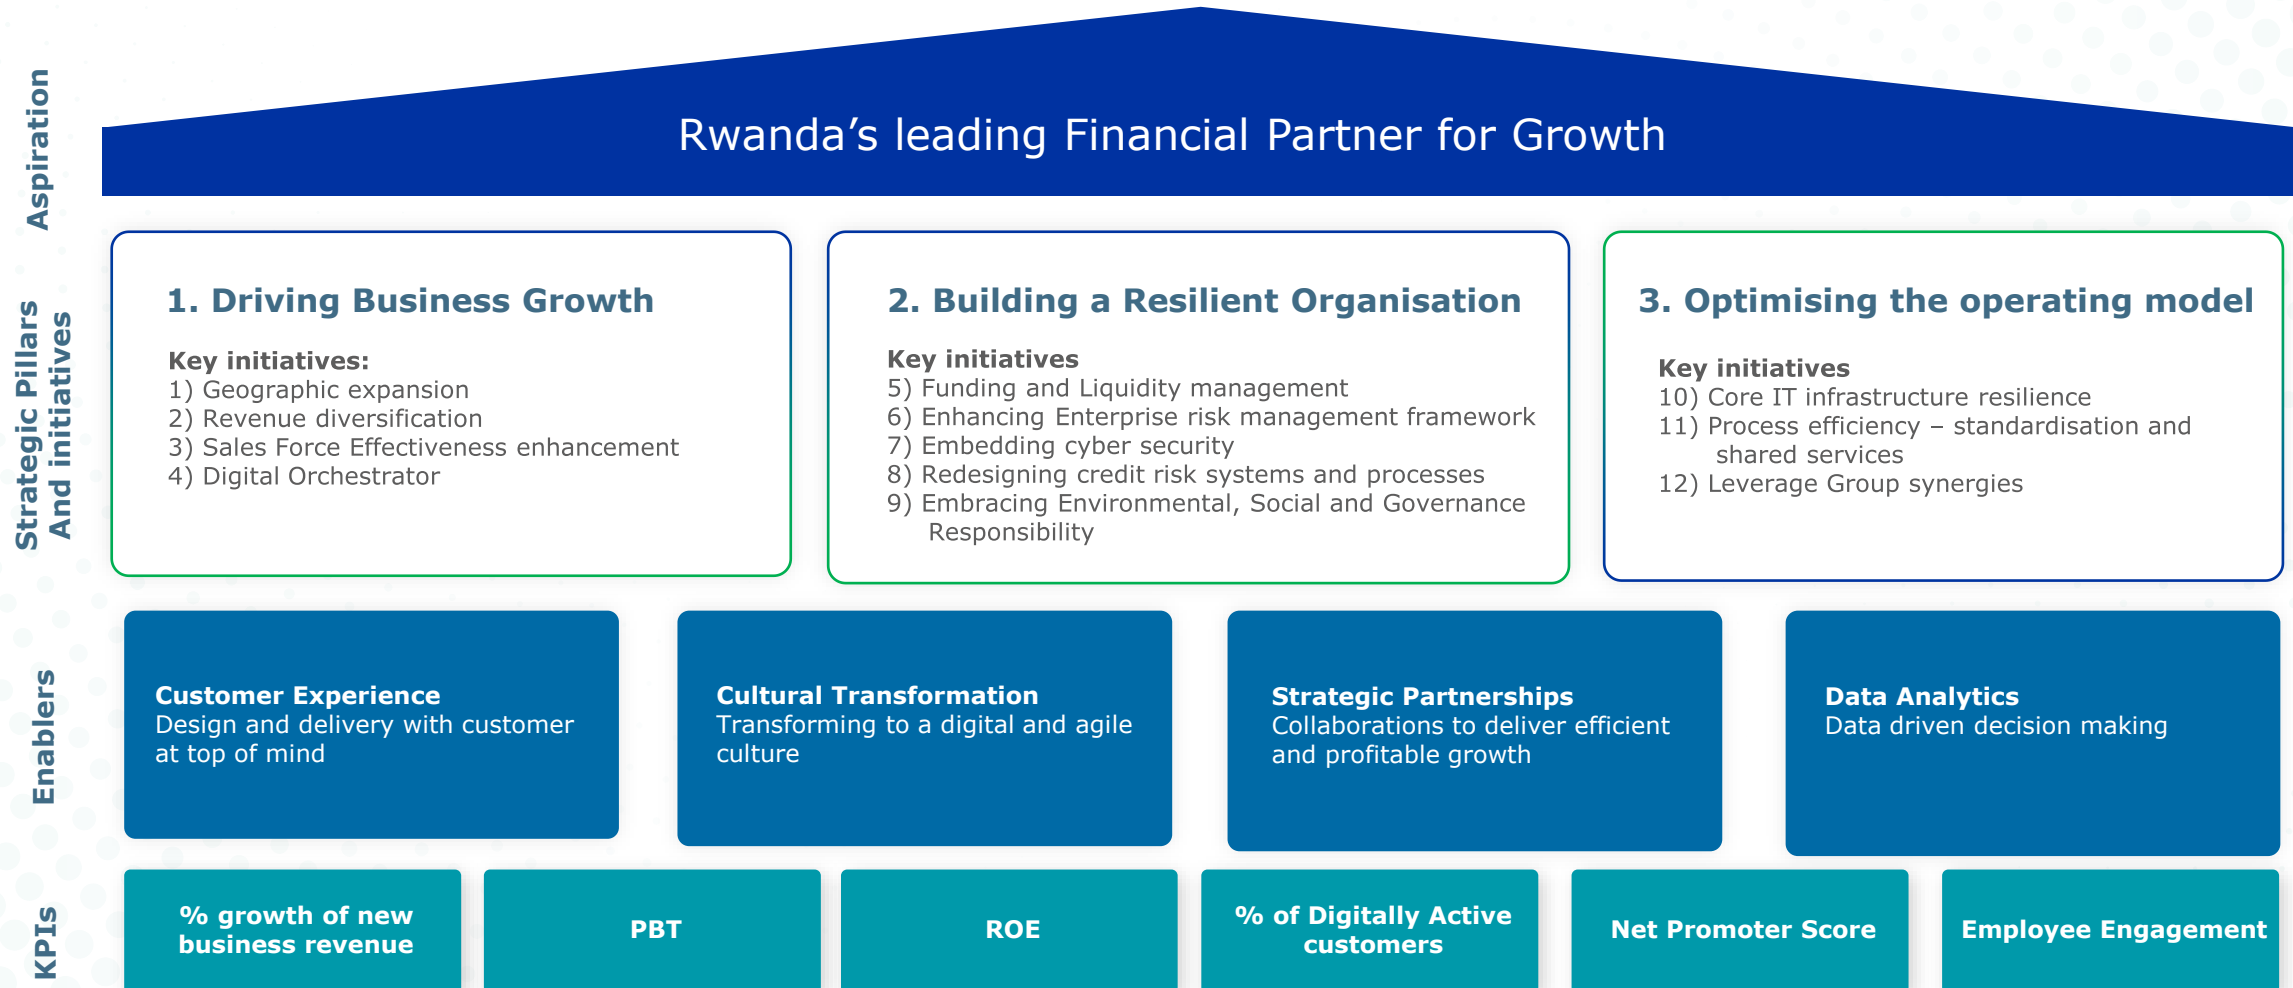 Aspiration
Rwanda’s leading Financial Partner for Growth
Strategic Pillars
And initiatives
1. Driving Business Growth
Key initiatives:
1) Geographic expansion
2) Revenue diversification
3) Sales Force Effectiveness enhancement
4) Digital Orchestrator
2. Building a Resilient Organisation
Key initiatives
5) Funding and Liquidity management
6) Enhancing Enterprise risk management framework
7) Embedding cyber security
8) Redesigning credit risk systems and processes
9) Embracing Environmental, Social and Governance
Responsibility
3. Optimising the operating model
Key initiatives
10) Core IT infrastructure resilience
11) Process efficiency – standardisation and
shared services
12) Leverage Group synergies
Enablers
Customer Experience
Design and delivery with customer
at top of mind
Cultural Transformation
Transforming to a digital and agile
culture
Strategic Partnerships
Collaborations to deliver efficient
and profitable growth
Data Analytics
Data driven decision making
KPIs
% growth of new
business revenue
PBT
ROE
% of Digitally Active
customers
Net Promoter Score
Employee Engagement